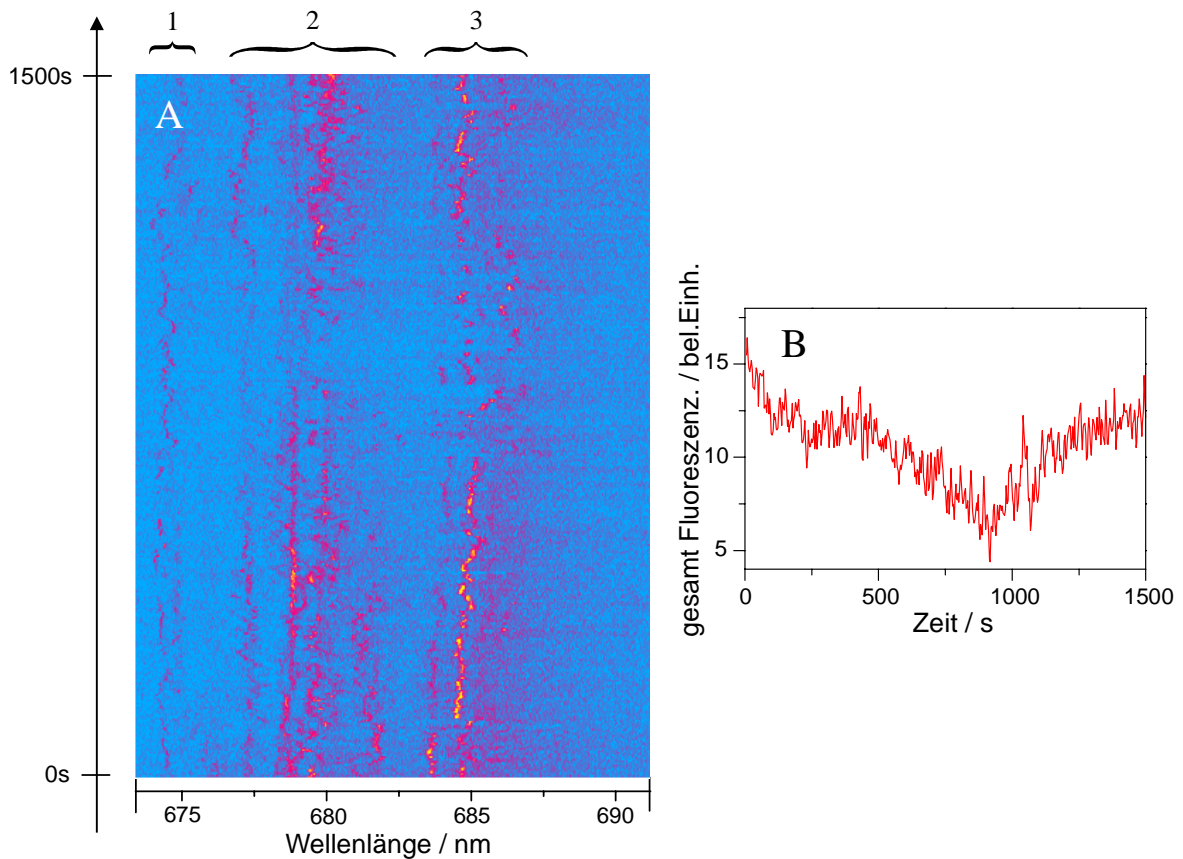 1 2 3
1500s
A
0s
675 680 685 690
Wellenlänge / nm
B
gesamt Fluoreszenz. / bel.Einh.
15
10
5
0 500 1000 1500
Zeit / s